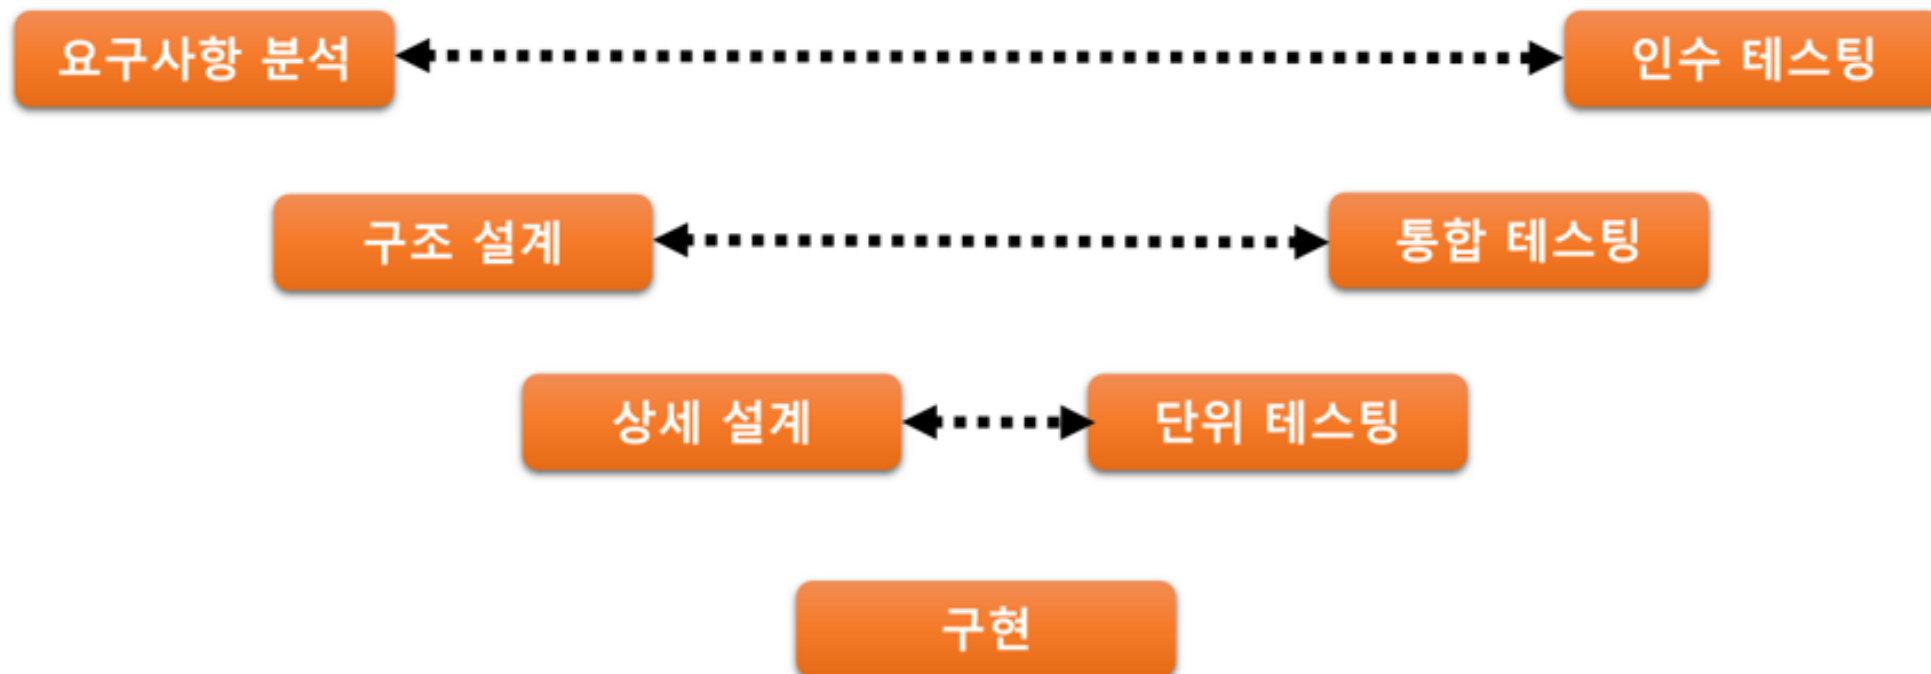 요구사항 분석
인수 테스팅
구조 설계
통합 테스팅
상세 설계
단위 테스팅
구현